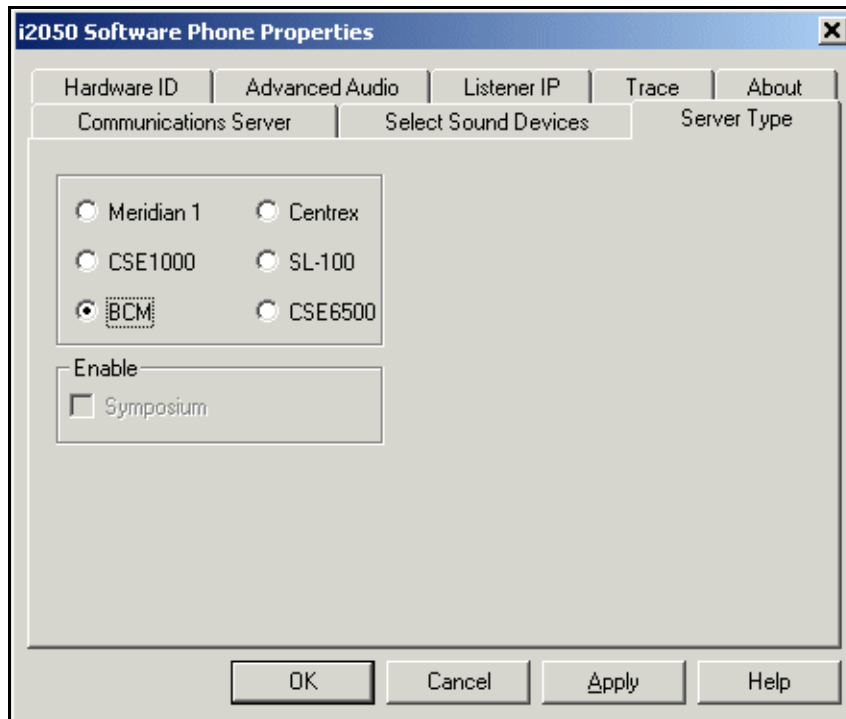 i2050 Software Phone Properties
Hardware ID Advanced Audio Listener IP Trace About
Communications Server Select Sound Devices Server Type
Meridian 1 Centrex
CSE1000 SL-100
BCM CSE6500
Enable
Symposium
OK Cancel Apply Help